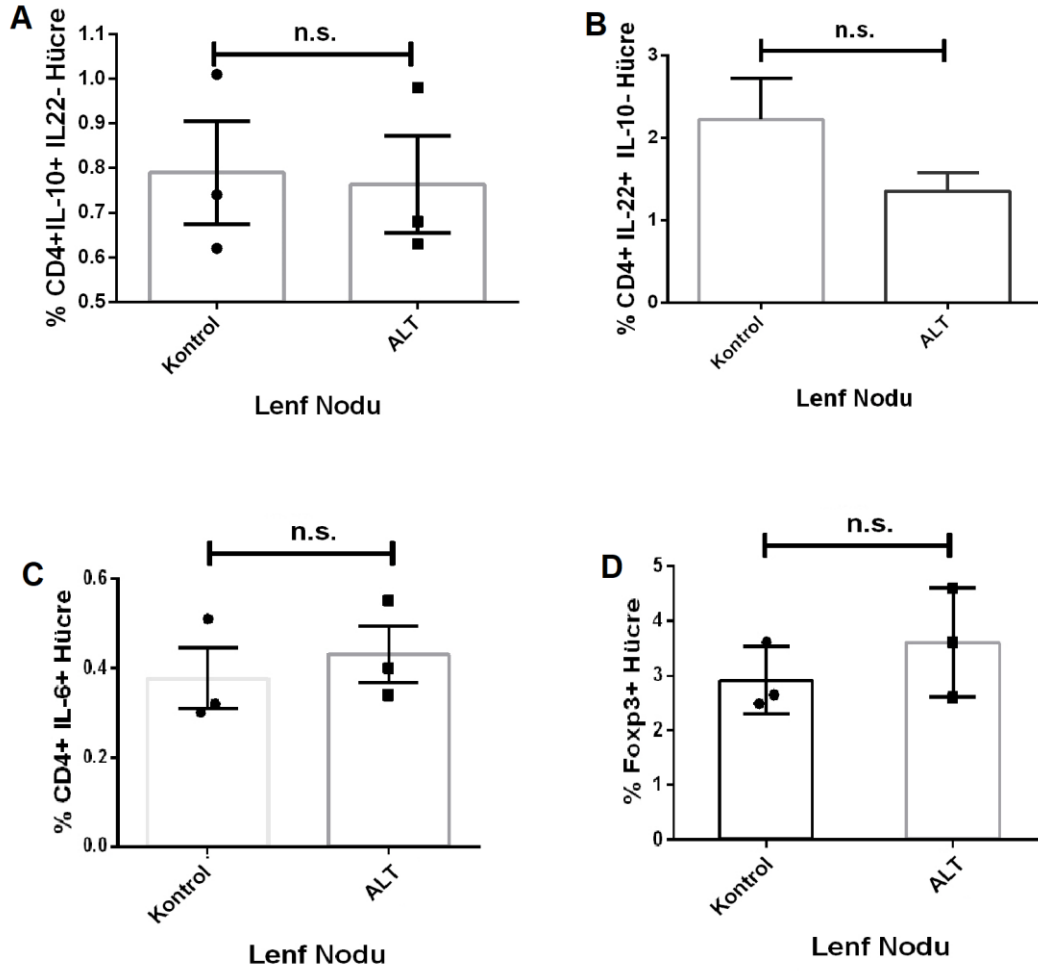 A
% CD4+IL-10+ IL22- Hücre
n.s.
1.1
1.0
0.9
0.8
0.7
0.6
0.5
Kontrol
ALT
Lenf Nodu
B
% CD4+ IL-22+ IL-10- Hücre
n.s.
3
2
1
0
Kontrol
ALT
Lenf Nodu
C
% CD4+ IL-6+ Hücre
n.s.
0.6
0.4
0.2
0.0
Kontrol
ALT
Lenf Nodu
D
% Foxp3+ Hücre
n.s.
5
4
3
2
1
0
Kontrol
ALT
Lenf Nodu